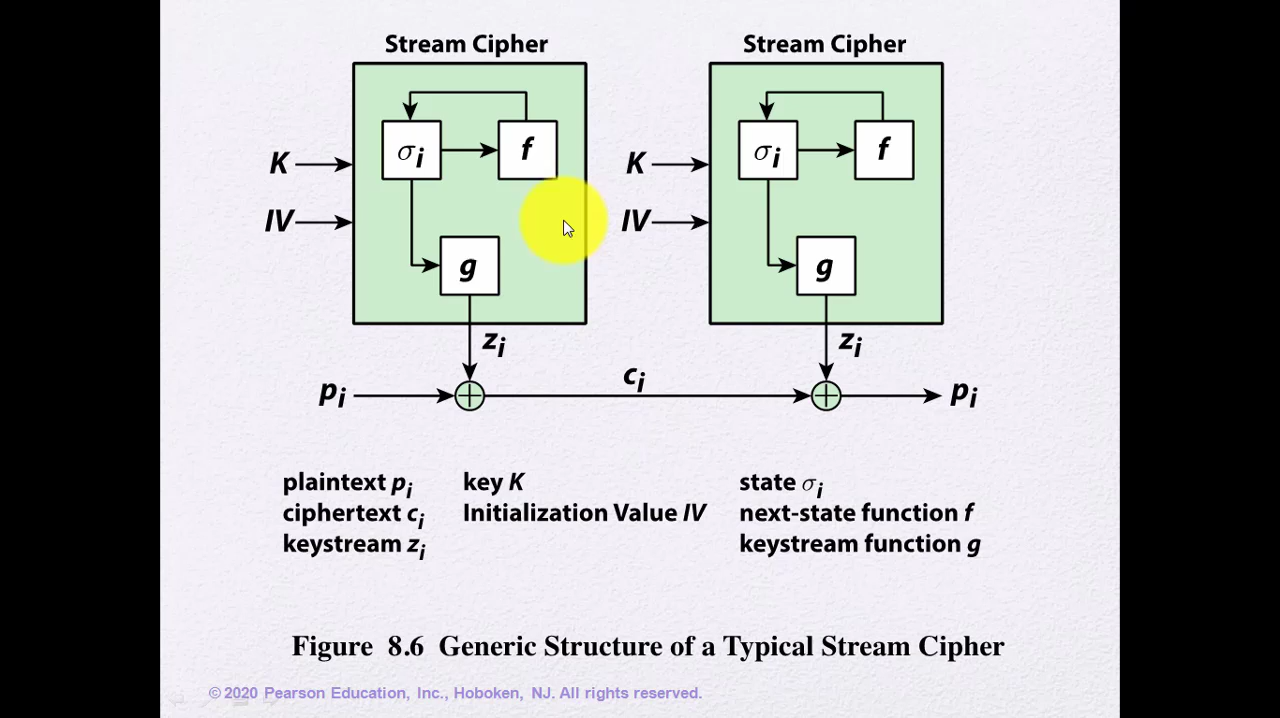 Stream Cipher Stream Cipher
σi f σi f
K K
IV IV
g g
zi zi
pi ci pi
plaintext pi key K state σi
ciphertext ci Initialization Value IV next-state function f
keystream zi keystream function g
Figure 8.6 Generic Structure of a Typical Stream Cipher
© 2020 Pearson Education, Inc., Hoboken, NJ. All rights reserved.